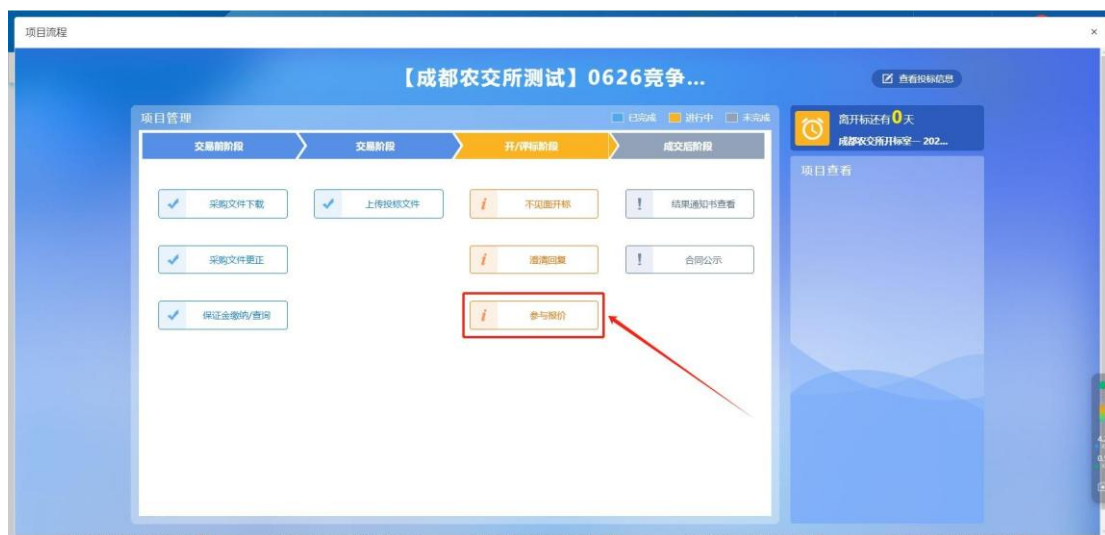 项目流程
×
【成都农交所测试】0626竞争...
查看投标信息
项目管理
已完成 进行中 未完成
交易前阶段 交易阶段 开/评标阶段 成交后阶段
采购文件下载 上传投标文件 不见面开标 结果通知书查看
采购文件更正 澄清回复 合同公示
保证金缴纳/查询 参与报价
离开标还有0天
成都农交所开标室— 202...
项目查看